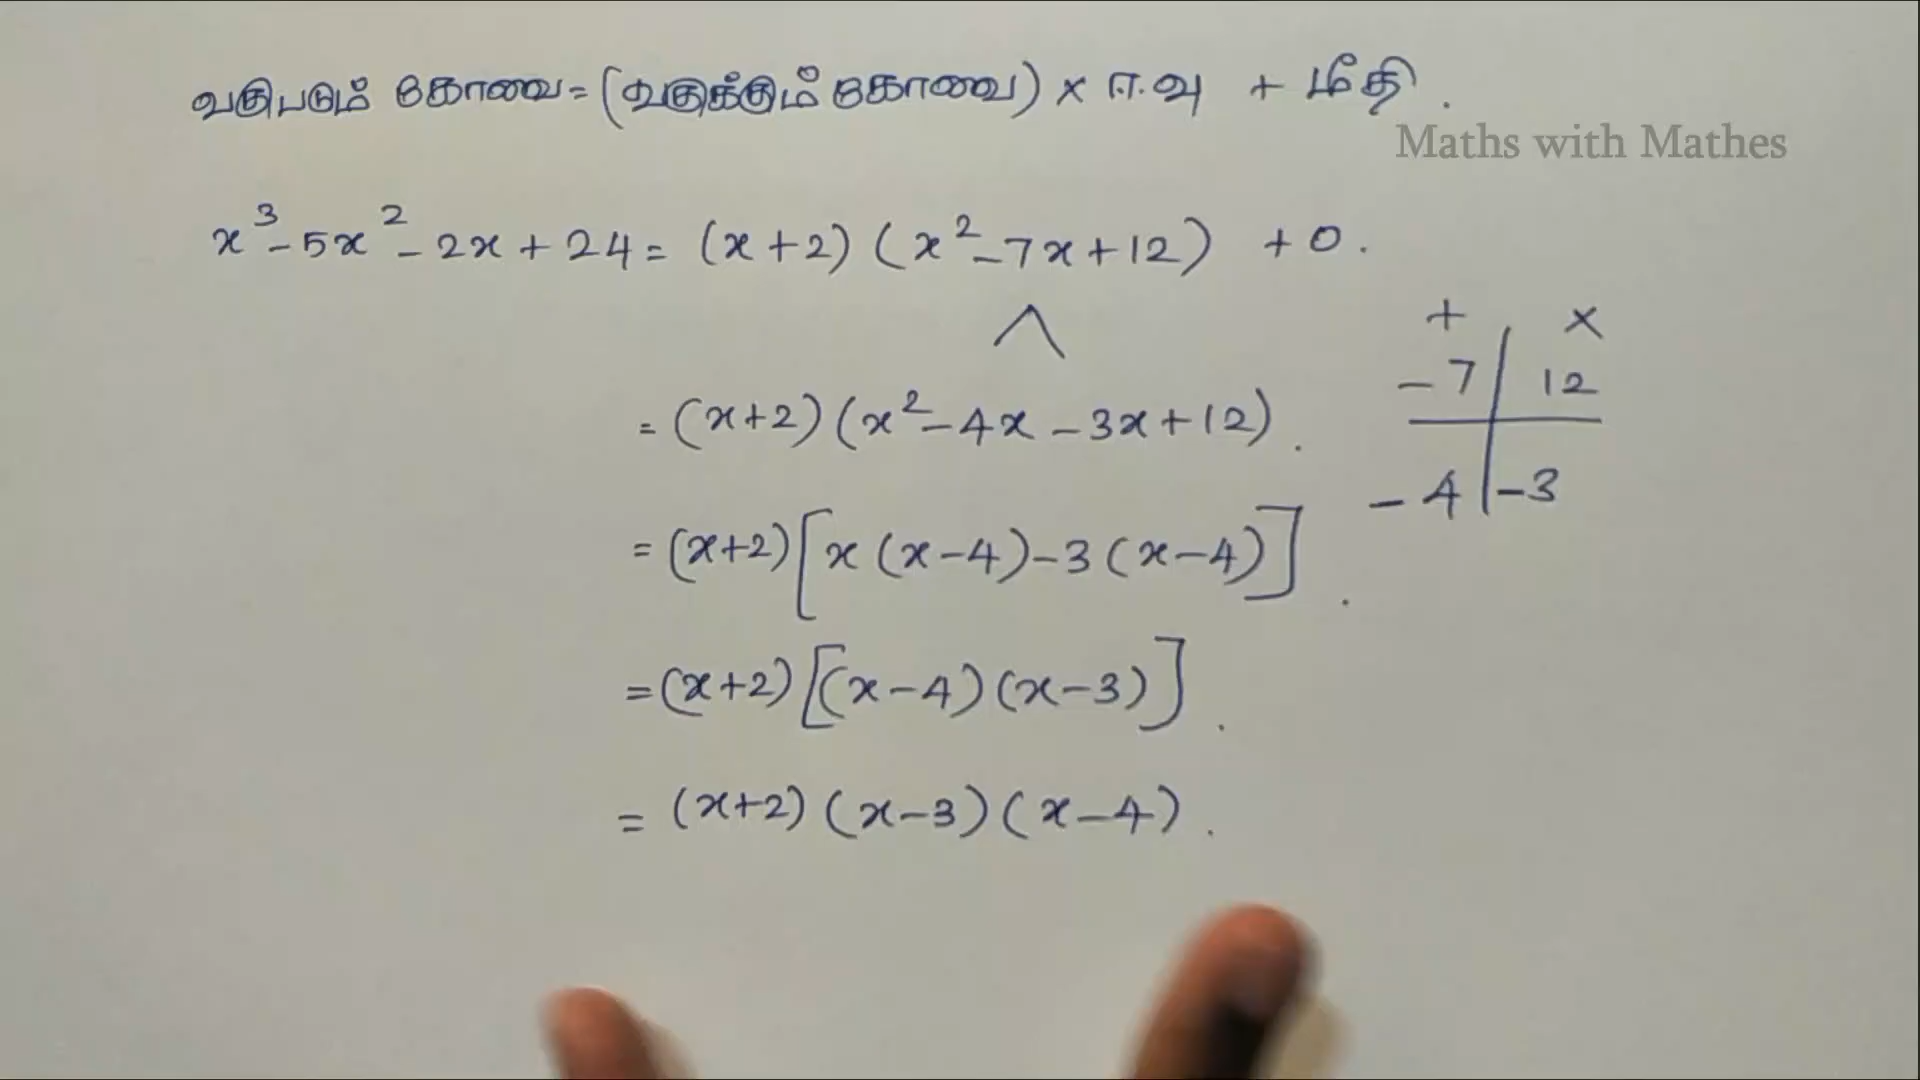 வகுபடும் கோவை = (வகுக்கும் கோவை) × ஈ.வு + மீதி.
Maths with Mathes
x³ - 5x² - 2x + 24 = (x+2) (x² - 7x + 12) + 0.
+ ×
-7 12
= (x+2) (x² - 4x - 3x + 12).
-4 -3
= (x+2) [x (x-4) - 3 (x-4)].
= (x+2) [(x-4) (x-3)].
= (x+2) (x-3) (x-4).